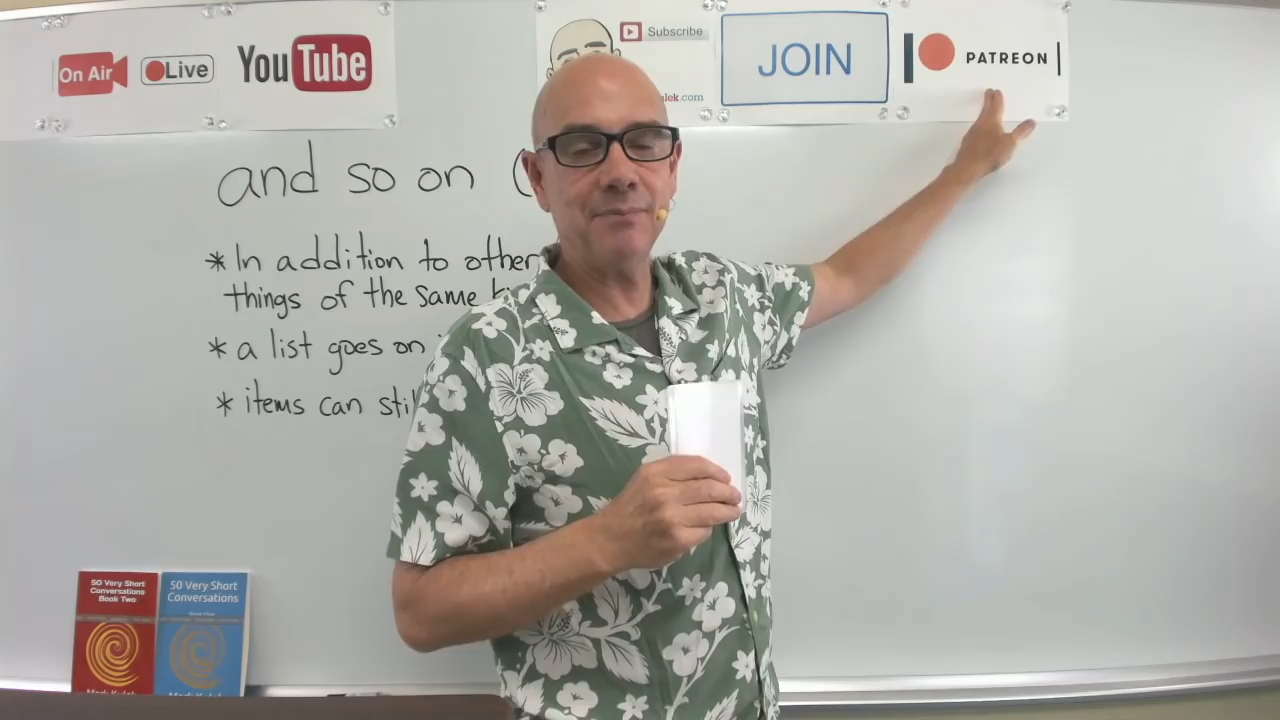 On Air
Live
YouTube
Subscribe
JOIN
PATREON
and so on
* In addition to other
things of the same
* a list goes on
* items can
50 Very Short
Conversations
Book Two
50 Very Short
Conversations